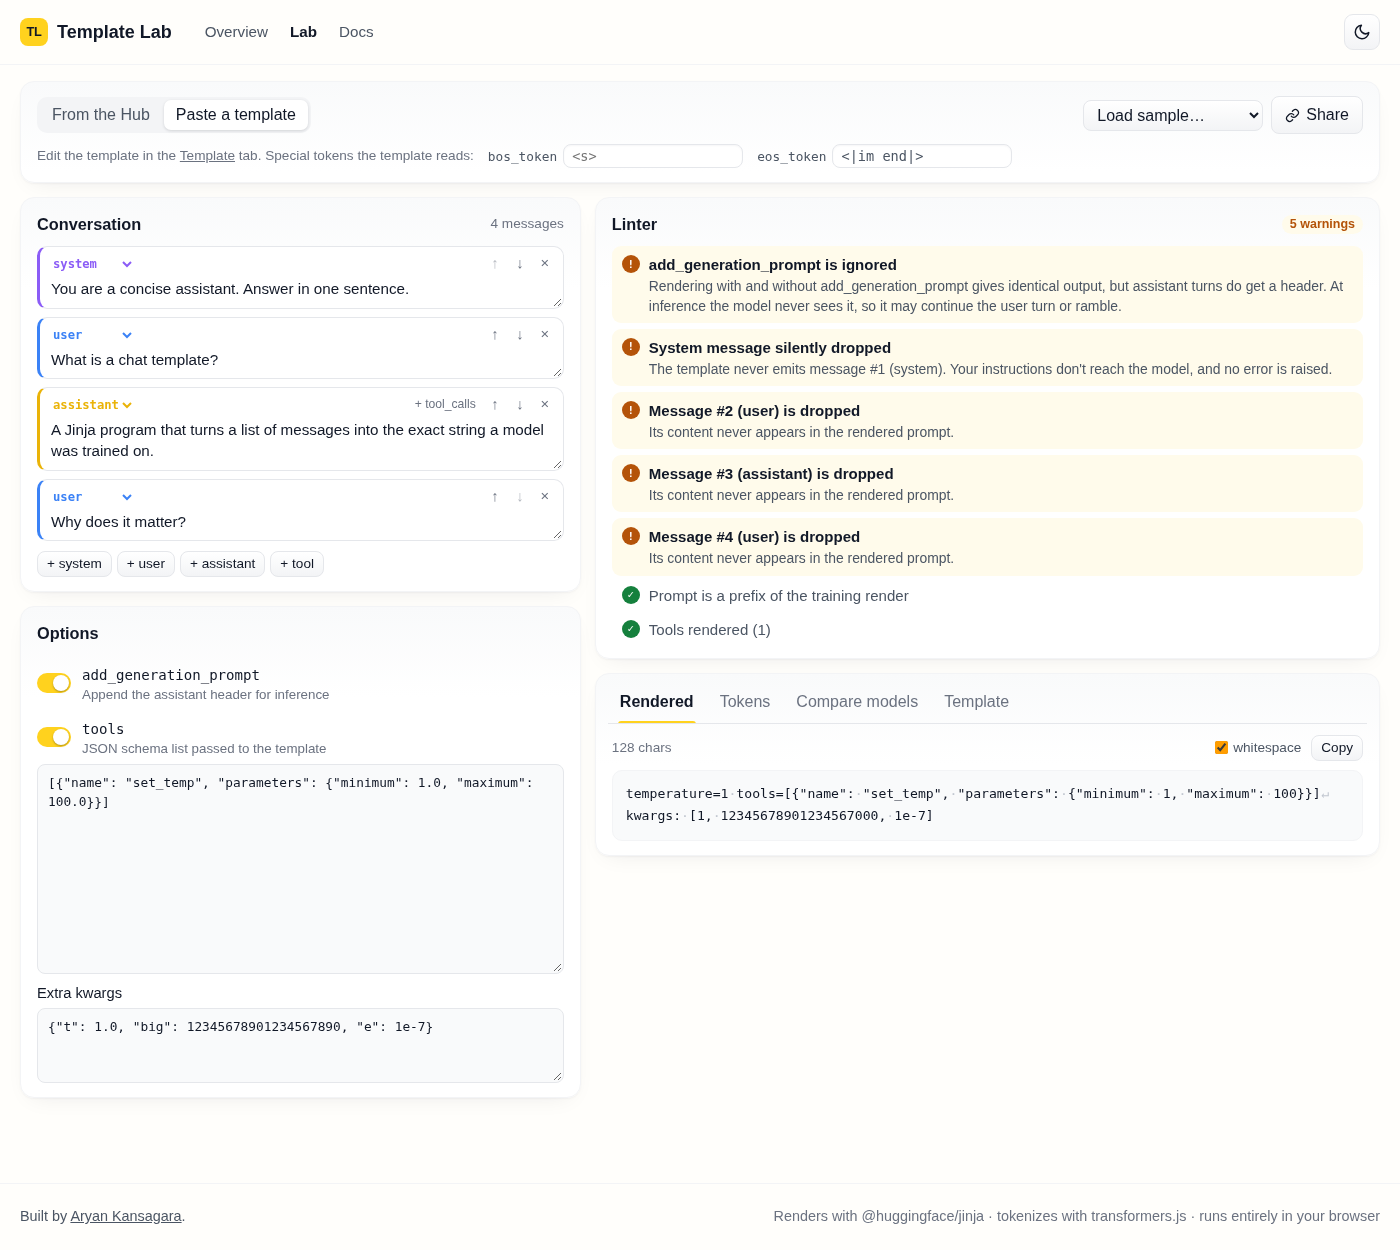 TL Template Lab Overview Lab Docs
From the Hub Paste a template Load sample… Share
Edit the template in the Template tab. Special tokens the template reads: bos_token <s> eos_token <|im_end|>
Conversation 4 messages
system ↑ ↓ ×
You are a concise assistant. Answer in one sentence.
user ↑ ↓ ×
What is a chat template?
assistant + tool_calls ↑ ↓ ×
A Jinja program that turns a list of messages into the exact string a model
was trained on.
user ↑ ↓ ×
Why does it matter?
+ system + user + assistant + tool
Options
add_generation_prompt
Append the assistant header for inference
tools
JSON schema list passed to the template
[{"name": "set_temp", "parameters": {"minimum": 1.0, "maximum":
100.0}}]
Extra kwargs
{"t": 1.0, "big": 12345678901234567890, "e": 1e-7}
Linter 5 warnings
! add_generation_prompt is ignored
Rendering with and without add_generation_prompt gives identical output, but assistant turns do get a header. At
inference the model never sees it, so it may continue the user turn or ramble.
! System message silently dropped
The template never emits message #1 (system). Your instructions don't reach the model, and no error is raised.
! Message #2 (user) is dropped
Its content never appears in the rendered prompt.
! Message #3 (assistant) is dropped
Its content never appears in the rendered prompt.
! Message #4 (user) is dropped
Its content never appears in the rendered prompt.
✓ Prompt is a prefix of the training render
✓ Tools rendered (1)
Rendered Tokens Compare models Template
128 chars whitespace Copy
temperature=1·tools=[{"name":·"set_temp",·"parameters":·{"minimum":·1,·"maximum":·100}}]↵
kwargs:·[1,·12345678901234567000,·1e-7]
Built by Aryan Kansagara. Renders with @huggingface/jinja · tokenizes with transformers.js · runs entirely in your browser